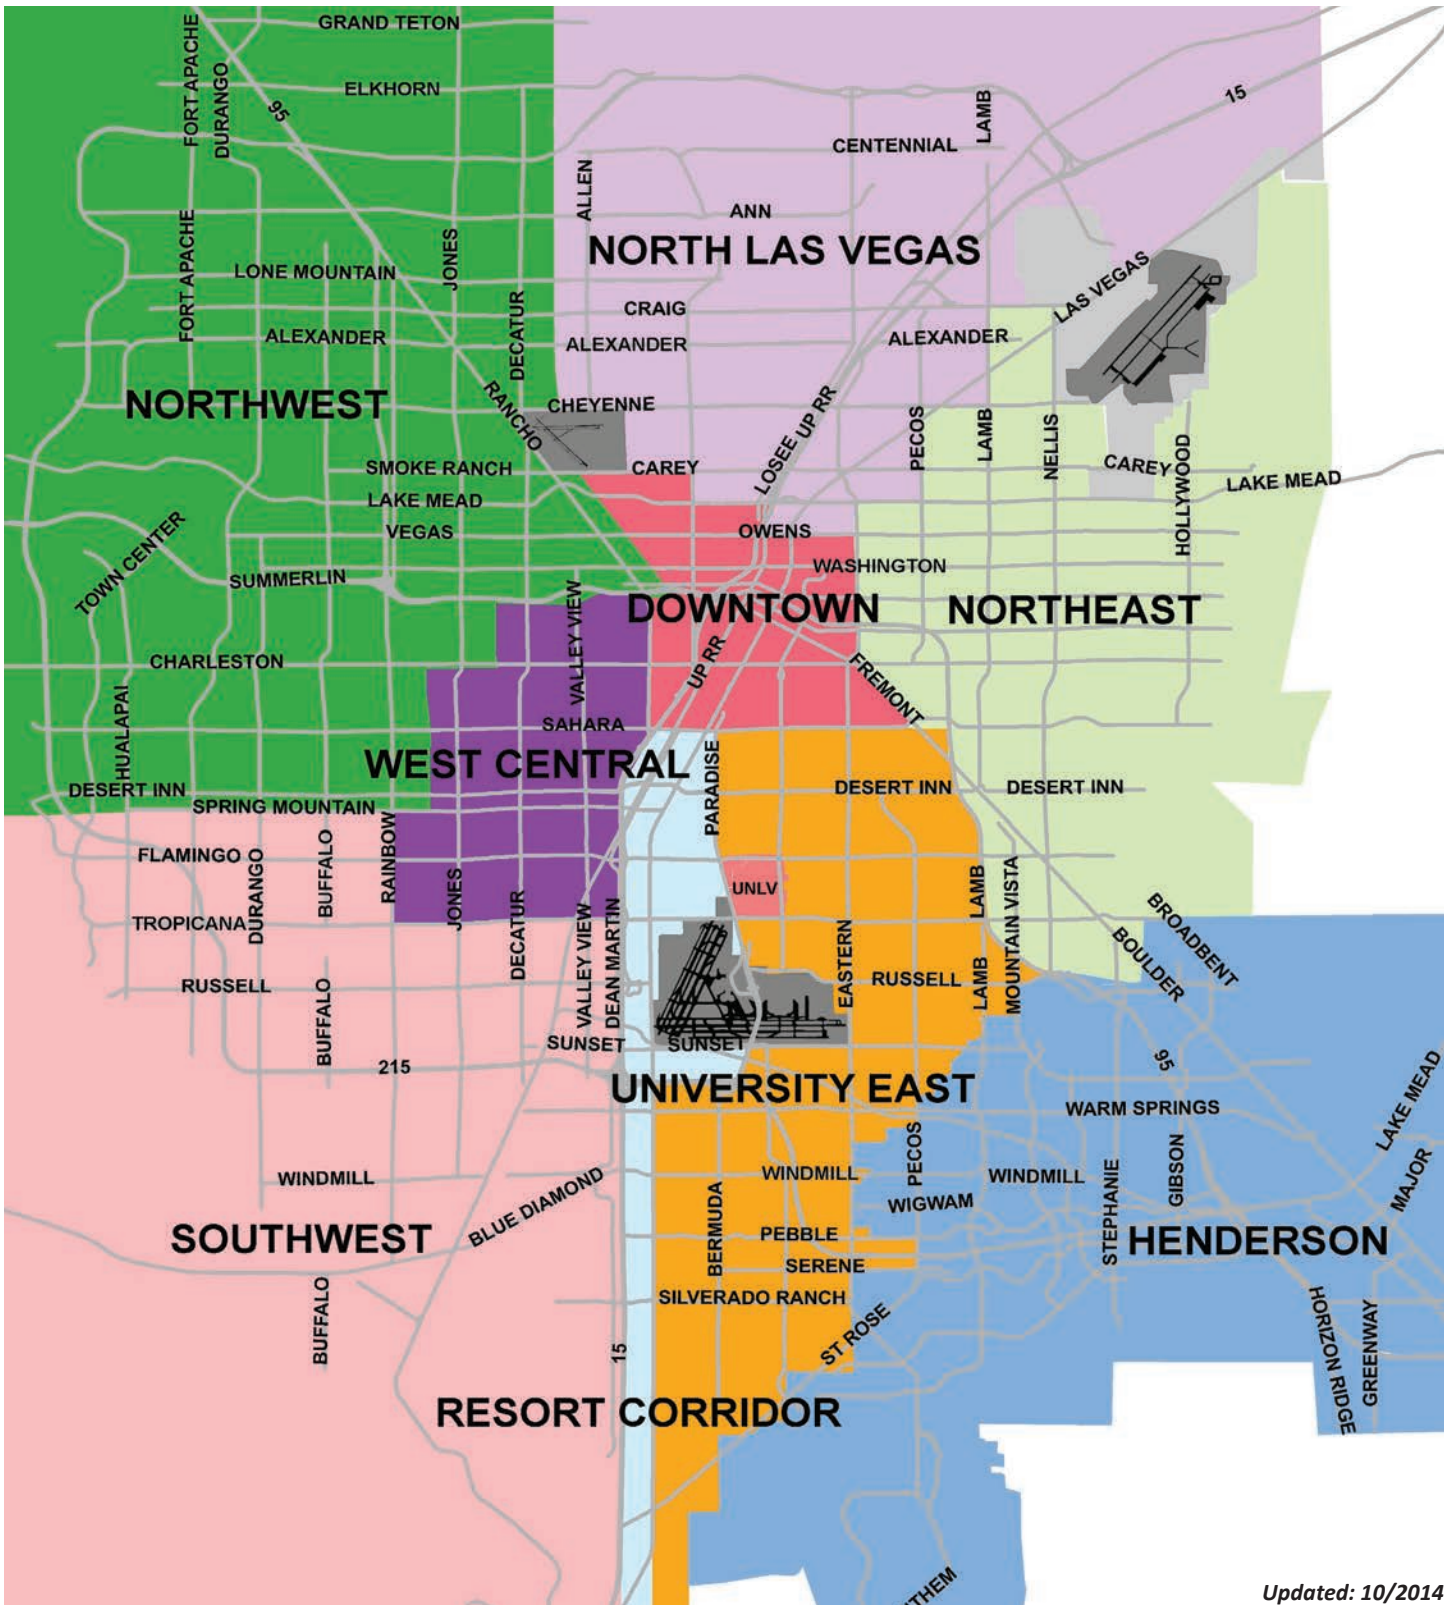 GRAND TETON
FORT APACHE
DURANGO
95
ELKHORN
LAMB
15
CENTENNIAL
ALLEN
ANN
FORT APACHE
JONES
NORTH LAS VEGAS
LONE MOUNTAIN
LAS VEGAS
DECATUR
CRAIG
ALEXANDER
ALEXANDER
ALEXANDER
NORTHWEST
RANCHO
CHEYENNE
UP RR
LOSEE
PECOS
LAMB
NELLIS
SMOKE RANCH
CAREY
CAREY
HOLLYWOOD
LAKE MEAD
LAKE MEAD
VEGAS
OWENS
TOWN CENTER
SUMMERLIN
WASHINGTON
VALLEY VIEW
DOWNTOWN
NORTHEAST
CHARLESTON
UP RR
FREMONT
HUALAPAI
SAHARA
WEST CENTRAL
PARADISE
DESERT INN
DESERT INN
DESERT INN
SPRING MOUNTAIN
FLAMINGO
DURANGO
BUFFALO
RAINBOW
JONES
DECATUR
VALLEY VIEW
DEAN MARTIN
UNLV
LAMB
MOUNTAIN VISTA
TROPICANA
BROADBENT
BOULDER
EASTERN
RUSSELL
RUSSELL
LAMB
BUFFALO
SUNSET
SUNSET
215
95
UNIVERSITY EAST
LAKE MEAD
WARM SPRINGS
PECOS
WINDMILL
WINDMILL
WINDMILL
STEPHANIE
GIBSON
MAJOR
BLUE DIAMOND
BERMUDA
WIGWAM
SOUTHWEST
PEBBLE
HENDERSON
SERENE
BUFFALO
SILVERADO RANCH
ST ROSE
HORIZON RIDGE
GREENWAY
15
RESORT CORRIDOR
Updated: 10/2014